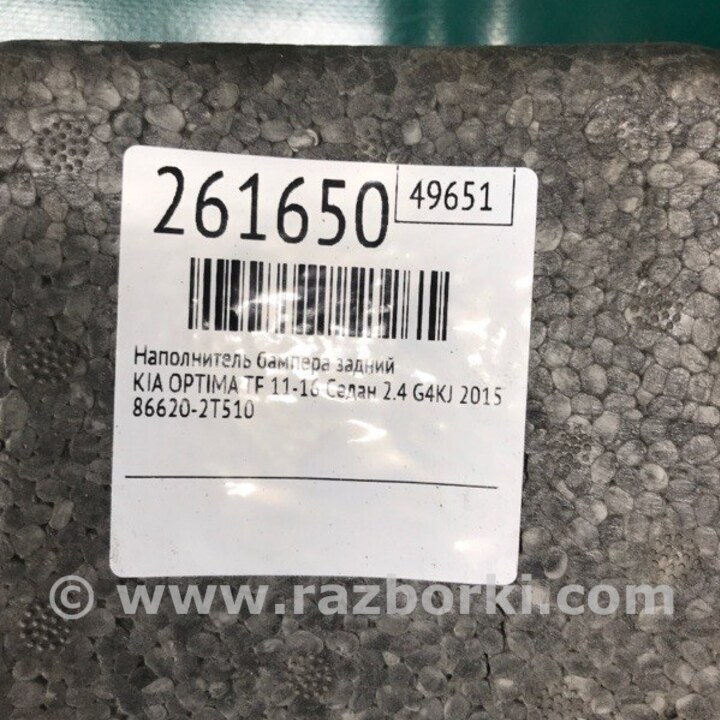 261650
49651
Наполнитель бампера задний
KIA OPTIMA TF 11-16 Седан 2.4 G4KJ 2015
86620-2T510
© www.razborki.com